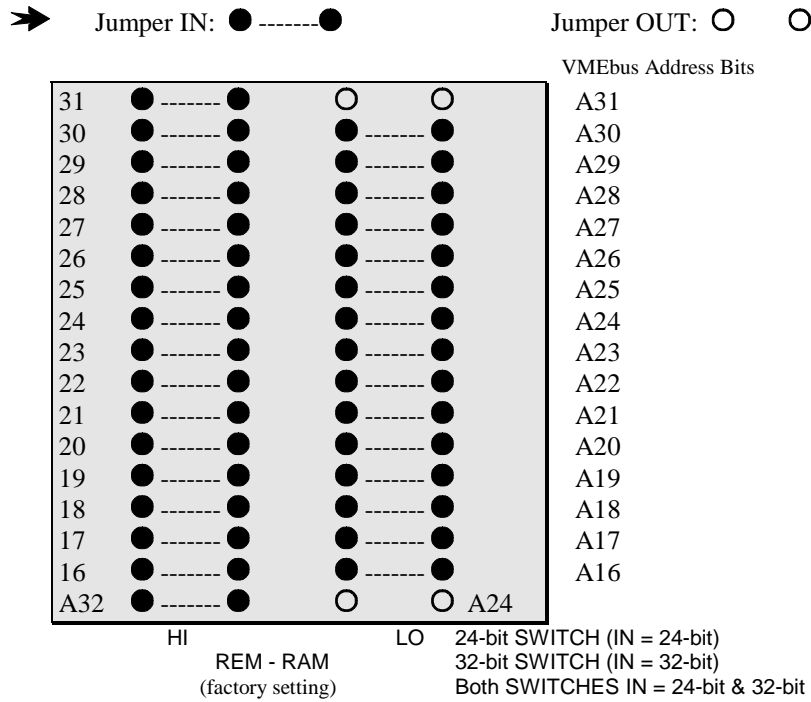 Jumper IN: Jumper OUT:
VMEbus Address Bits
31 A31
30 A30
29 A29
28 A28
27 A27
26 A26
25 A25
24 A24
23 A23
22 A22
21 A21
20 A20
19 A19
18 A18
17 A17
16 A16
A32 A24
HI LO 24-bit SWITCH (IN = 24-bit)
REM - RAM 32-bit SWITCH (IN = 32-bit)
(factory setting) Both SWITCHES IN = 24-bit & 32-bit